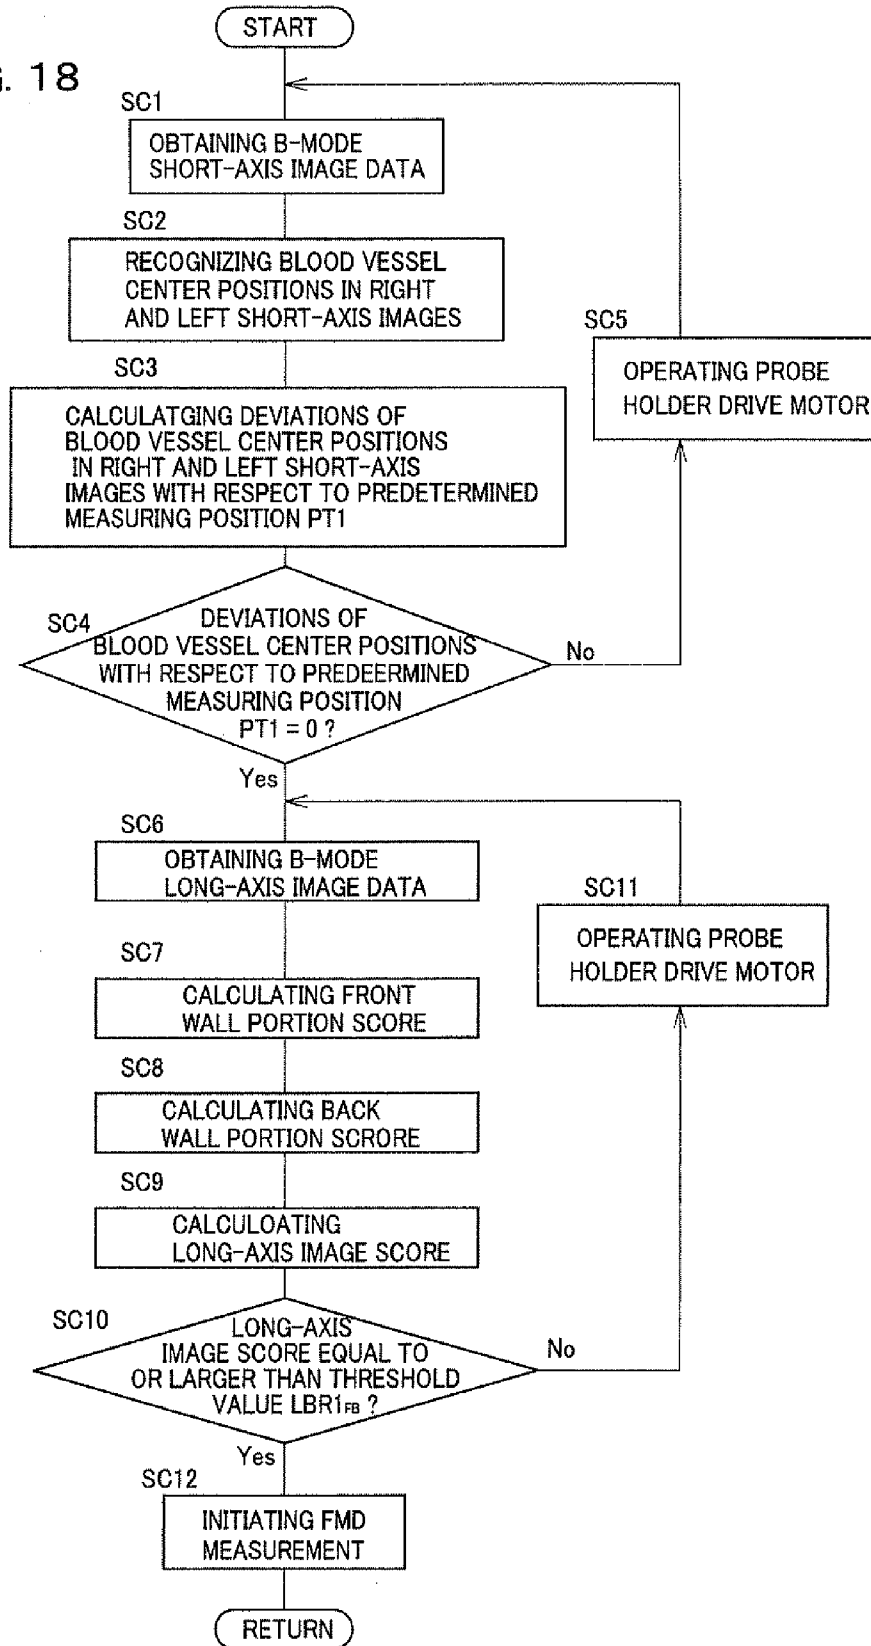 START
G. 18
SC1
OBTAINING B-MODE
SHORT-AXIS IMAGE DATA
SC2
RECOGNIZING BLOOD VESSEL
CENTER POSITIONS IN RIGHT
AND LEFT SHORT-AXIS IMAGES
SC5
OPERATING PROBE
HOLDER DRIVE MOTOR
SC3
CALCULATGING DEVIATIONS OF
BLOOD VESSEL CENTER POSITIONS
IN RIGHT AND LEFT SHORT-AXIS
IMAGES WITH RESPECT TO PREDETERMINED
MEASURING POSITION PT1
SC4
DEVIATIONS OF
BLOOD VESSEL CENTER POSITIONS
WITH RESPECT TO PREDEERMINED
MEASURING POSITION
PT1 = 0 ?
No
Yes
SC6
OBTAINING B-MODE
LONG-AXIS IMAGE DATA
SC11
OPERATING PROBE
HOLDER DRIVE MOTOR
SC7
CALCULATING FRONT
WALL PORTION SCORE
SC8
CALCULATING BACK
WALL PORTION SCRORE
SC9
CALCULOATING
LONG-AXIS IMAGE SCORE
SC10
LONG-AXIS
IMAGE SCORE EQUAL TO
OR LARGER THAN THRESHOLD
VALUE LBR1FB ?
No
Yes
SC12
INITIATING FMD
MEASUREMENT
RETURN